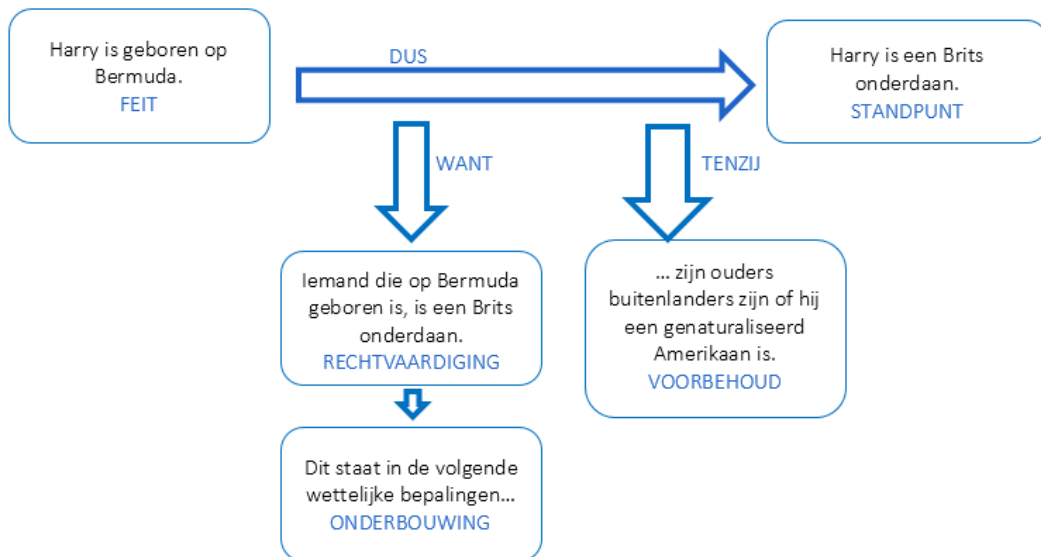 Harry is geboren op
Bermuda.
FEIT
DUS
Harry is een Brits
onderdaan.
STANDPUNT
WANT
TENZIJ
Iemand die op Bermuda
geboren is, is een Brits
onderdaan.
RECHTVAARDIGING
... zijn ouders
buitenlanders zijn of hij
een genaturaliseerd
Amerikaan is.
VOORBEHOUD
Dit staat in de volgende
wettelijke bepalingen...
ONDERBOUWING